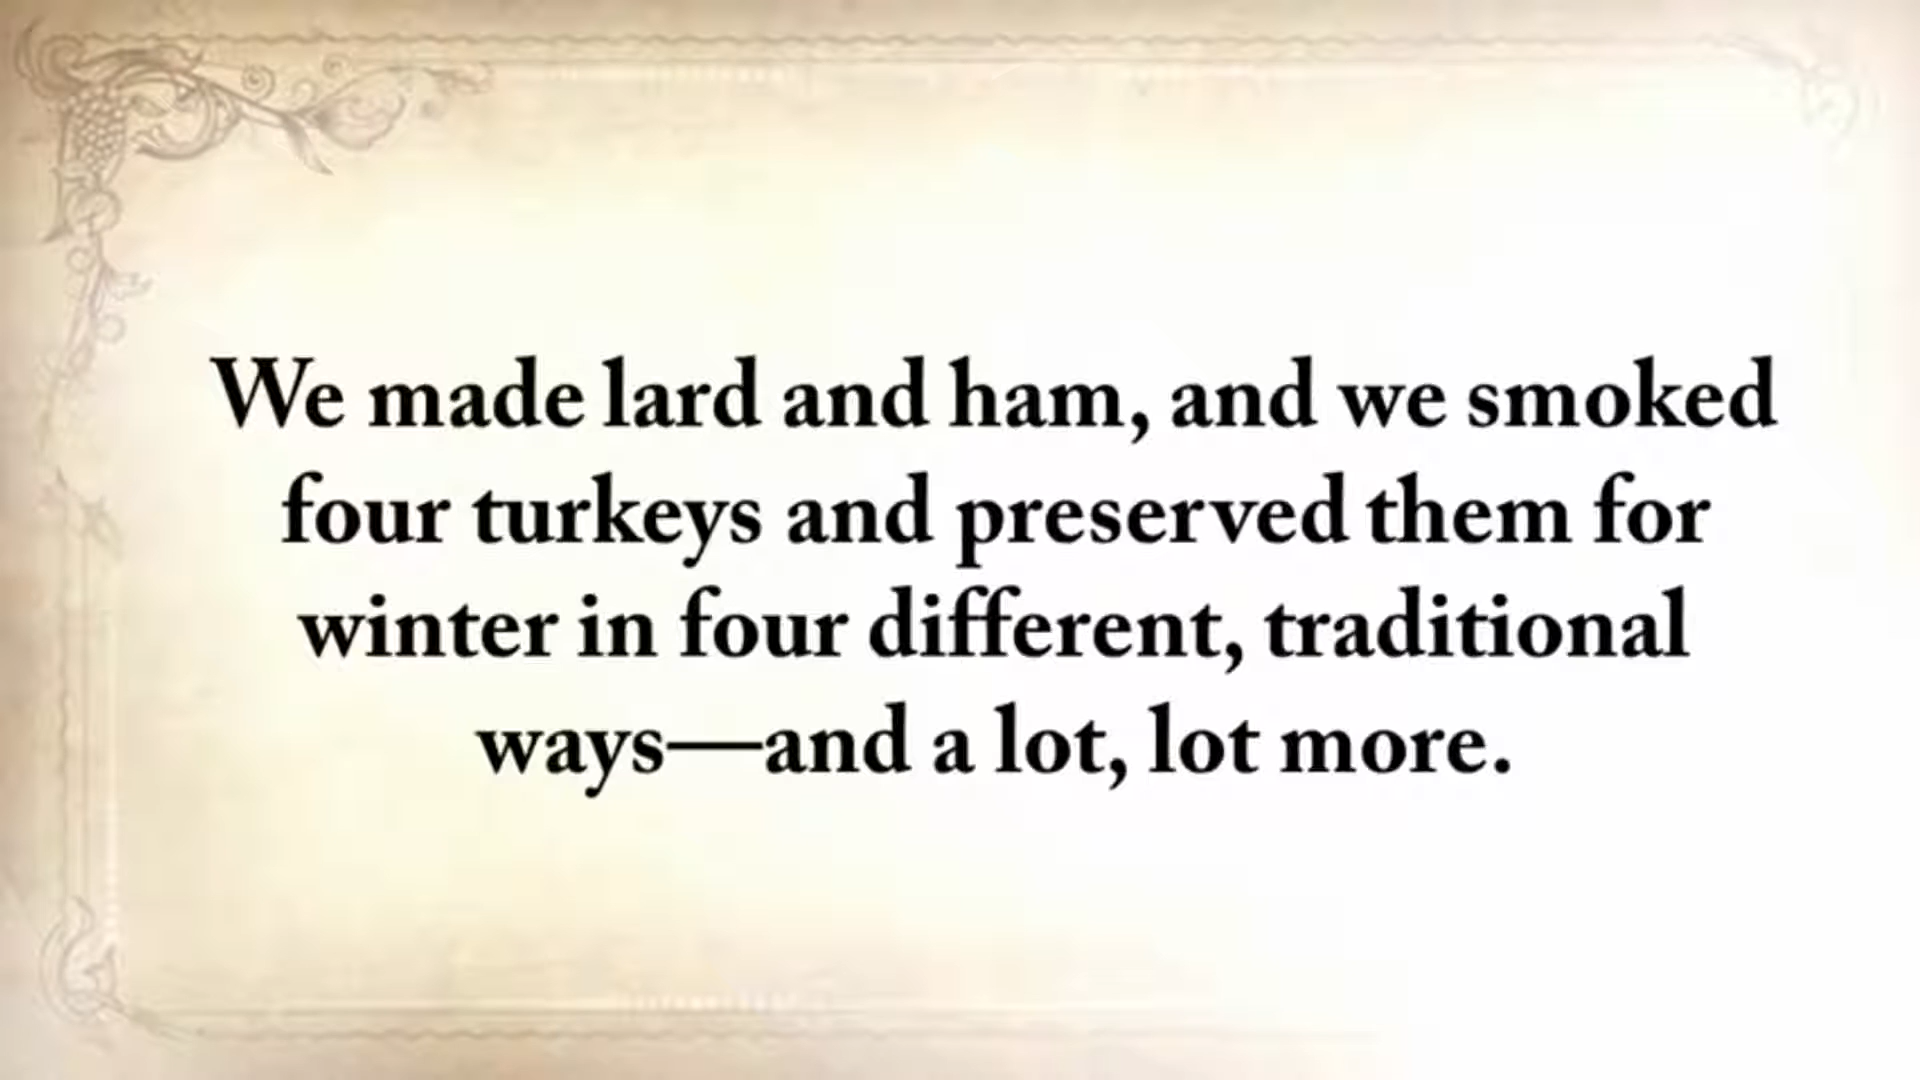 We made lard and ham, and we smoked
four turkeys and preserved them for
winter in four different, traditional
ways—and a lot, lot more.